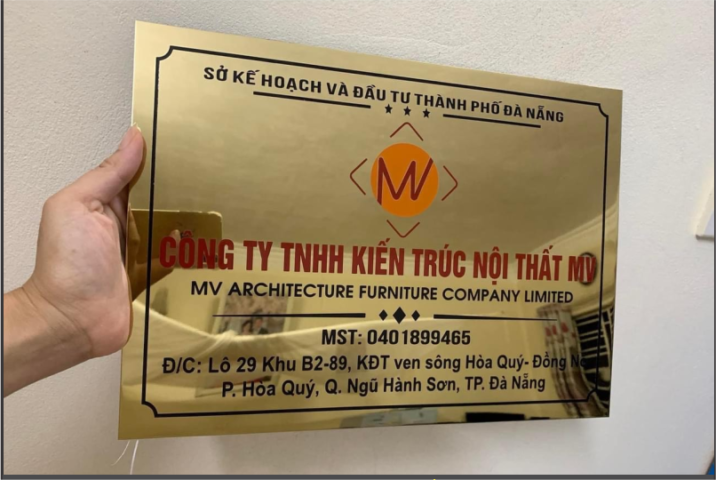 SỞ KẾ HOẠCH VÀ ĐẦU TƯ THÀNH PHỐ ĐÀ NẴNG
MV
CÔNG TY TNHH KIẾN TRÚC NỘI THẤT MV
MV ARCHITECTURE FURNITURE COMPANY LIMITED
MST: 0401899465
Đ/C: Lô 29 Khu B2-89, KĐT ven sông Hòa Quý- Đồng
P. Hòa Quý, Q. Ngũ Hành Sơn, TP. Đà Nẵng